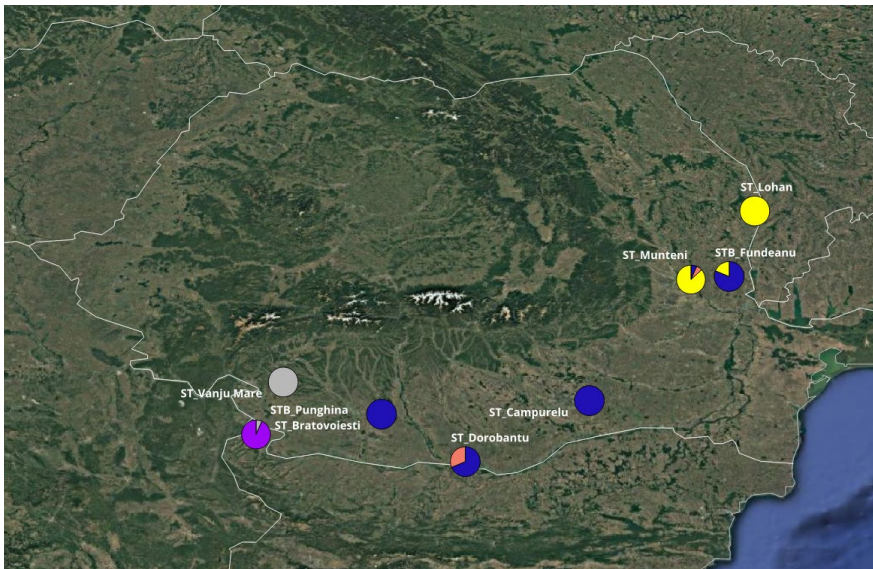 ST_Lohan
ST_Munteni
STB_Fundeanu
ST_Vanju Mare
STB_Punghina
ST_Bratovoiesti
ST_Campurelu
ST_Dorobantu